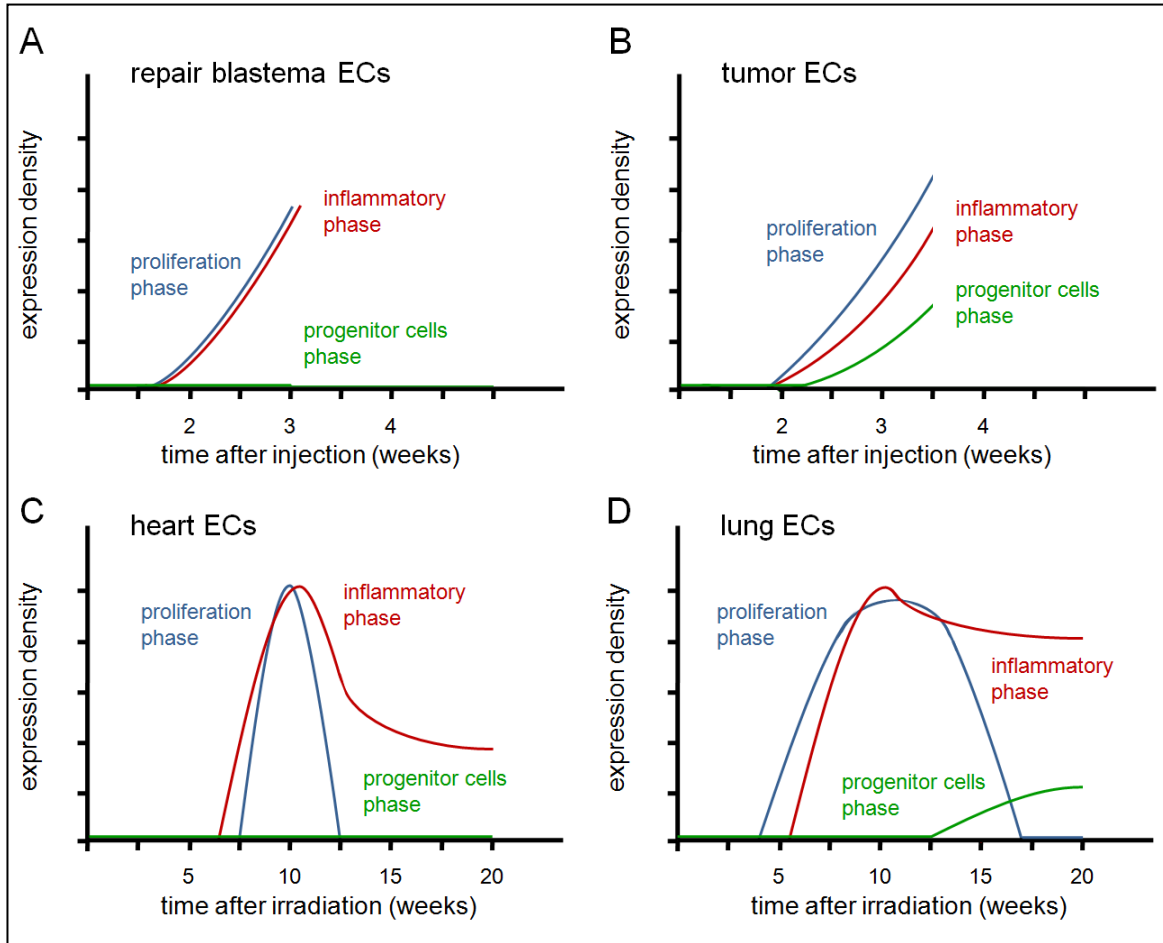 A
repair blastema ECs
expression density
inflammatory
phase
proliferation
phase
progenitor cells
phase
2 3 4
time after injection (weeks)
B
tumor ECs
expression density
proliferation
phase
inflammatory
phase
progenitor cells
phase
2 3 4
time after injection (weeks)
C
heart ECs
expression density
proliferation
phase
inflammatory
phase
progenitor cells
phase
5 10 15 20
time after irradiation (weeks)
D
lung ECs
expression density
proliferation
phase
inflammatory
phase
progenitor cells
phase
5 10 15 20
time after irradiation (weeks)